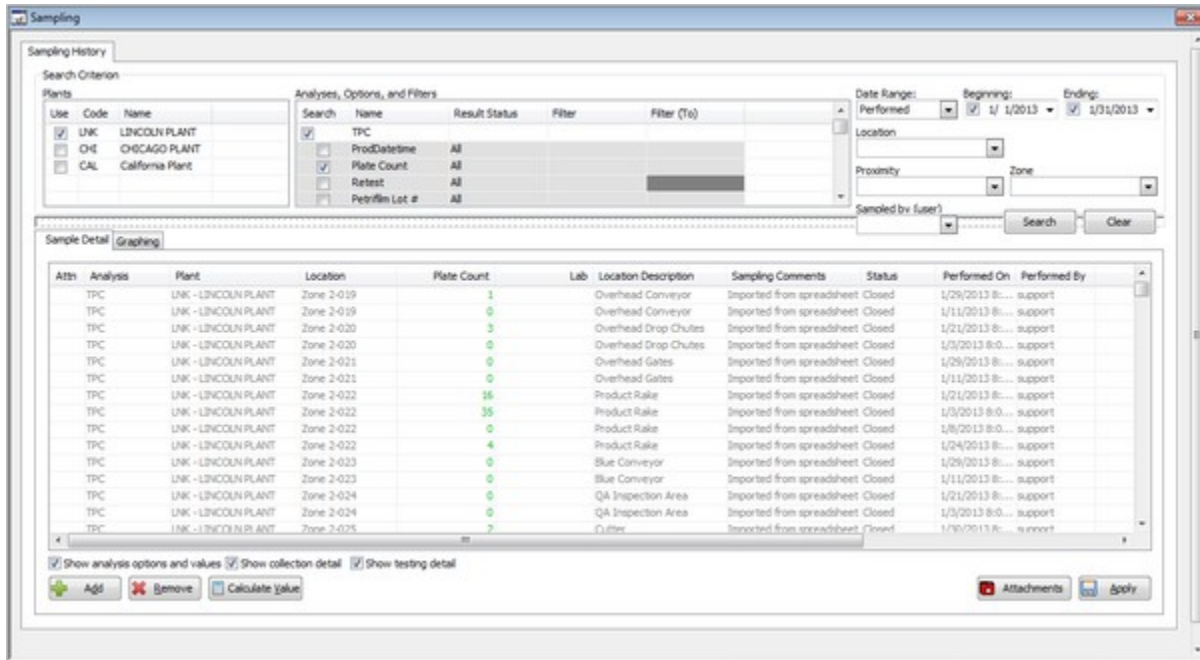 Sampling
Sampling History
Search Criterion
Plants
Use Code Name
LNK LINCOLN PLANT
CHI CHICAGO PLANT
CAL California Plant
Analyses, Options, and Filters
Search Name Result Status Filter Filter (To)
TPC
ProdDatetime All
Plate Count All
Retest All
Petrifilm Lot # All
Date Range: Beginning: Ending:
Performed 1/ 1/2013 1/31/2013
Location
Proximity Zone
Sampled by (user)
Search Clear
Sample Detail Graphing
Attn Analysis Plant Location Plate Count Lab Location Description Sampling Comments Status Performed On Performed By
TPC LNK - LINCOLN PLANT Zone 2-019 1 Overhead Conveyor Imported from spreadsheet Closed 1/29/2013 8:... support
TPC LNK - LINCOLN PLANT Zone 2-019 0 Overhead Conveyor Imported from spreadsheet Closed 1/11/2013 8:... support
TPC LNK - LINCOLN PLANT Zone 2-020 3 Overhead Drop Chutes Imported from spreadsheet Closed 1/21/2013 8:... support
TPC LNK - LINCOLN PLANT Zone 2-020 0 Overhead Drop Chutes Imported from spreadsheet Closed 1/3/2013 8:0... support
TPC LNK - LINCOLN PLANT Zone 2-021 0 Overhead Gates Imported from spreadsheet Closed 1/29/2013 8:... support
TPC LNK - LINCOLN PLANT Zone 2-021 0 Overhead Gates Imported from spreadsheet Closed 1/11/2013 8:... support
TPC LNK - LINCOLN PLANT Zone 2-022 16 Product Rake Imported from spreadsheet Closed 1/21/2013 8:... support
TPC LNK - LINCOLN PLANT Zone 2-022 35 Product Rake Imported from spreadsheet Closed 1/3/2013 8:0... support
TPC LNK - LINCOLN PLANT Zone 2-022 0 Product Rake Imported from spreadsheet Closed 1/8/2013 8:0... support
TPC LNK - LINCOLN PLANT Zone 2-022 4 Product Rake Imported from spreadsheet Closed 1/24/2013 8:... support
TPC LNK - LINCOLN PLANT Zone 2-023 0 Blue Conveyor Imported from spreadsheet Closed 1/29/2013 8:... support
TPC LNK - LINCOLN PLANT Zone 2-023 0 Blue Conveyor Imported from spreadsheet Closed 1/11/2013 8:... support
TPC LNK - LINCOLN PLANT Zone 2-024 0 QA Inspection Area Imported from spreadsheet Closed 1/21/2013 8:... support
TPC LNK - LINCOLN PLANT Zone 2-024 0 QA Inspection Area Imported from spreadsheet Closed 1/3/2013 8:0... support
TPC LNK - LINCOLN PLANT Zone 2-025 Cutter Imported from spreadsheet Closed 1/30/2013 8:... support
Show analysis options and values Show collection detail Show testing detail
Add Remove Calculate Value Attachments Apply